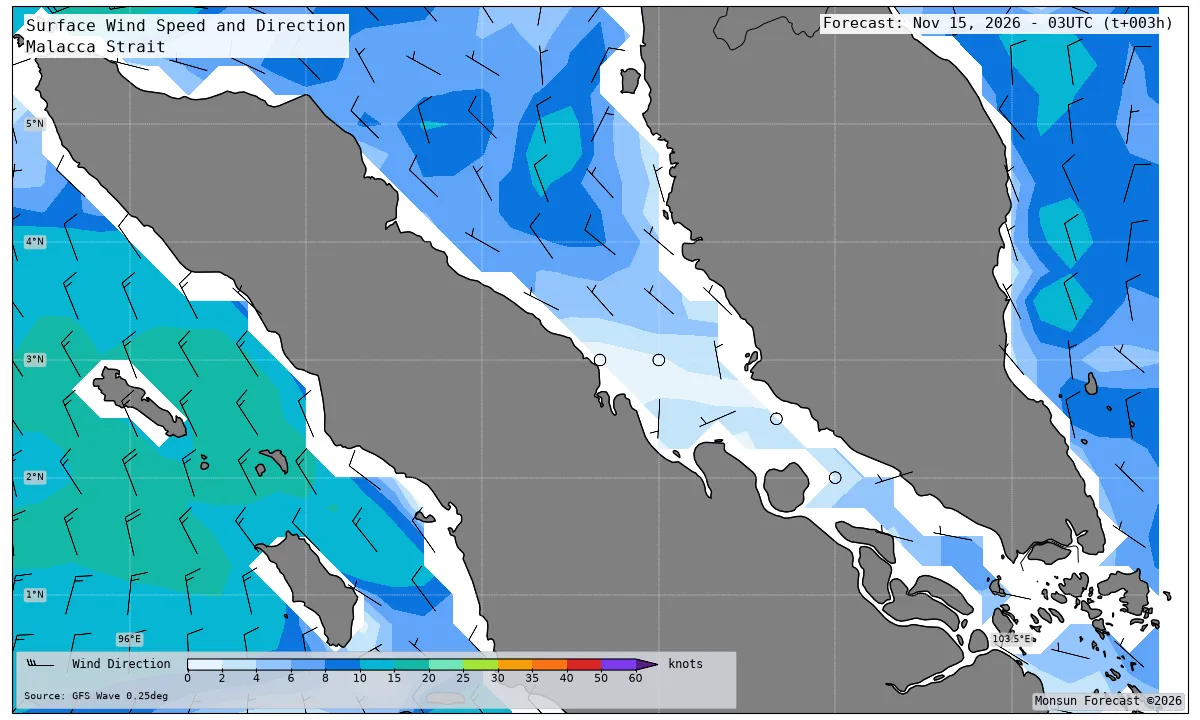 Surface Wind Speed and Direction
Malacca Strait
Forecast: Nov 15, 2026 - 03UTC (t+003h)
5°N
4°N
3°N
2°N
1°N
96°E
103.5°E
Wind Direction
knots
0 2 4 6 8 10 15 20 25 30 35 40 50 60
Source: GFS Wave 0.25deg
Monsun Forecast ©2026